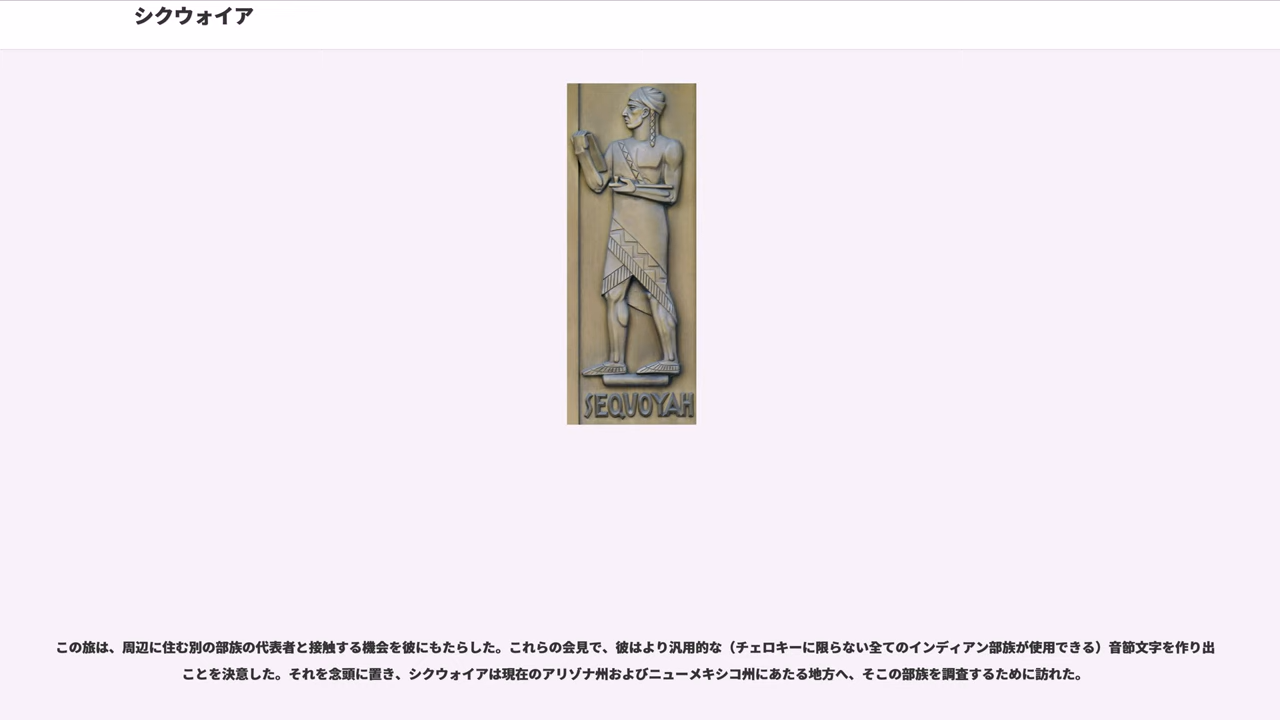 シクウォイア
SEQUOYAH
この旅は、周辺に住む別の部族の代表者と接触する機会を彼にもたらした。これらの会見で、彼はより汎用的な（チェロキーに限らない全てのインディアン部族が使用できる）音節文字を作り出
ことを決意した。それを念頭に置き、シクウォイアは現在のアリゾナ州およびニューメキシコ州にあたる地方へ、そこの部族を調査するために訪れた。